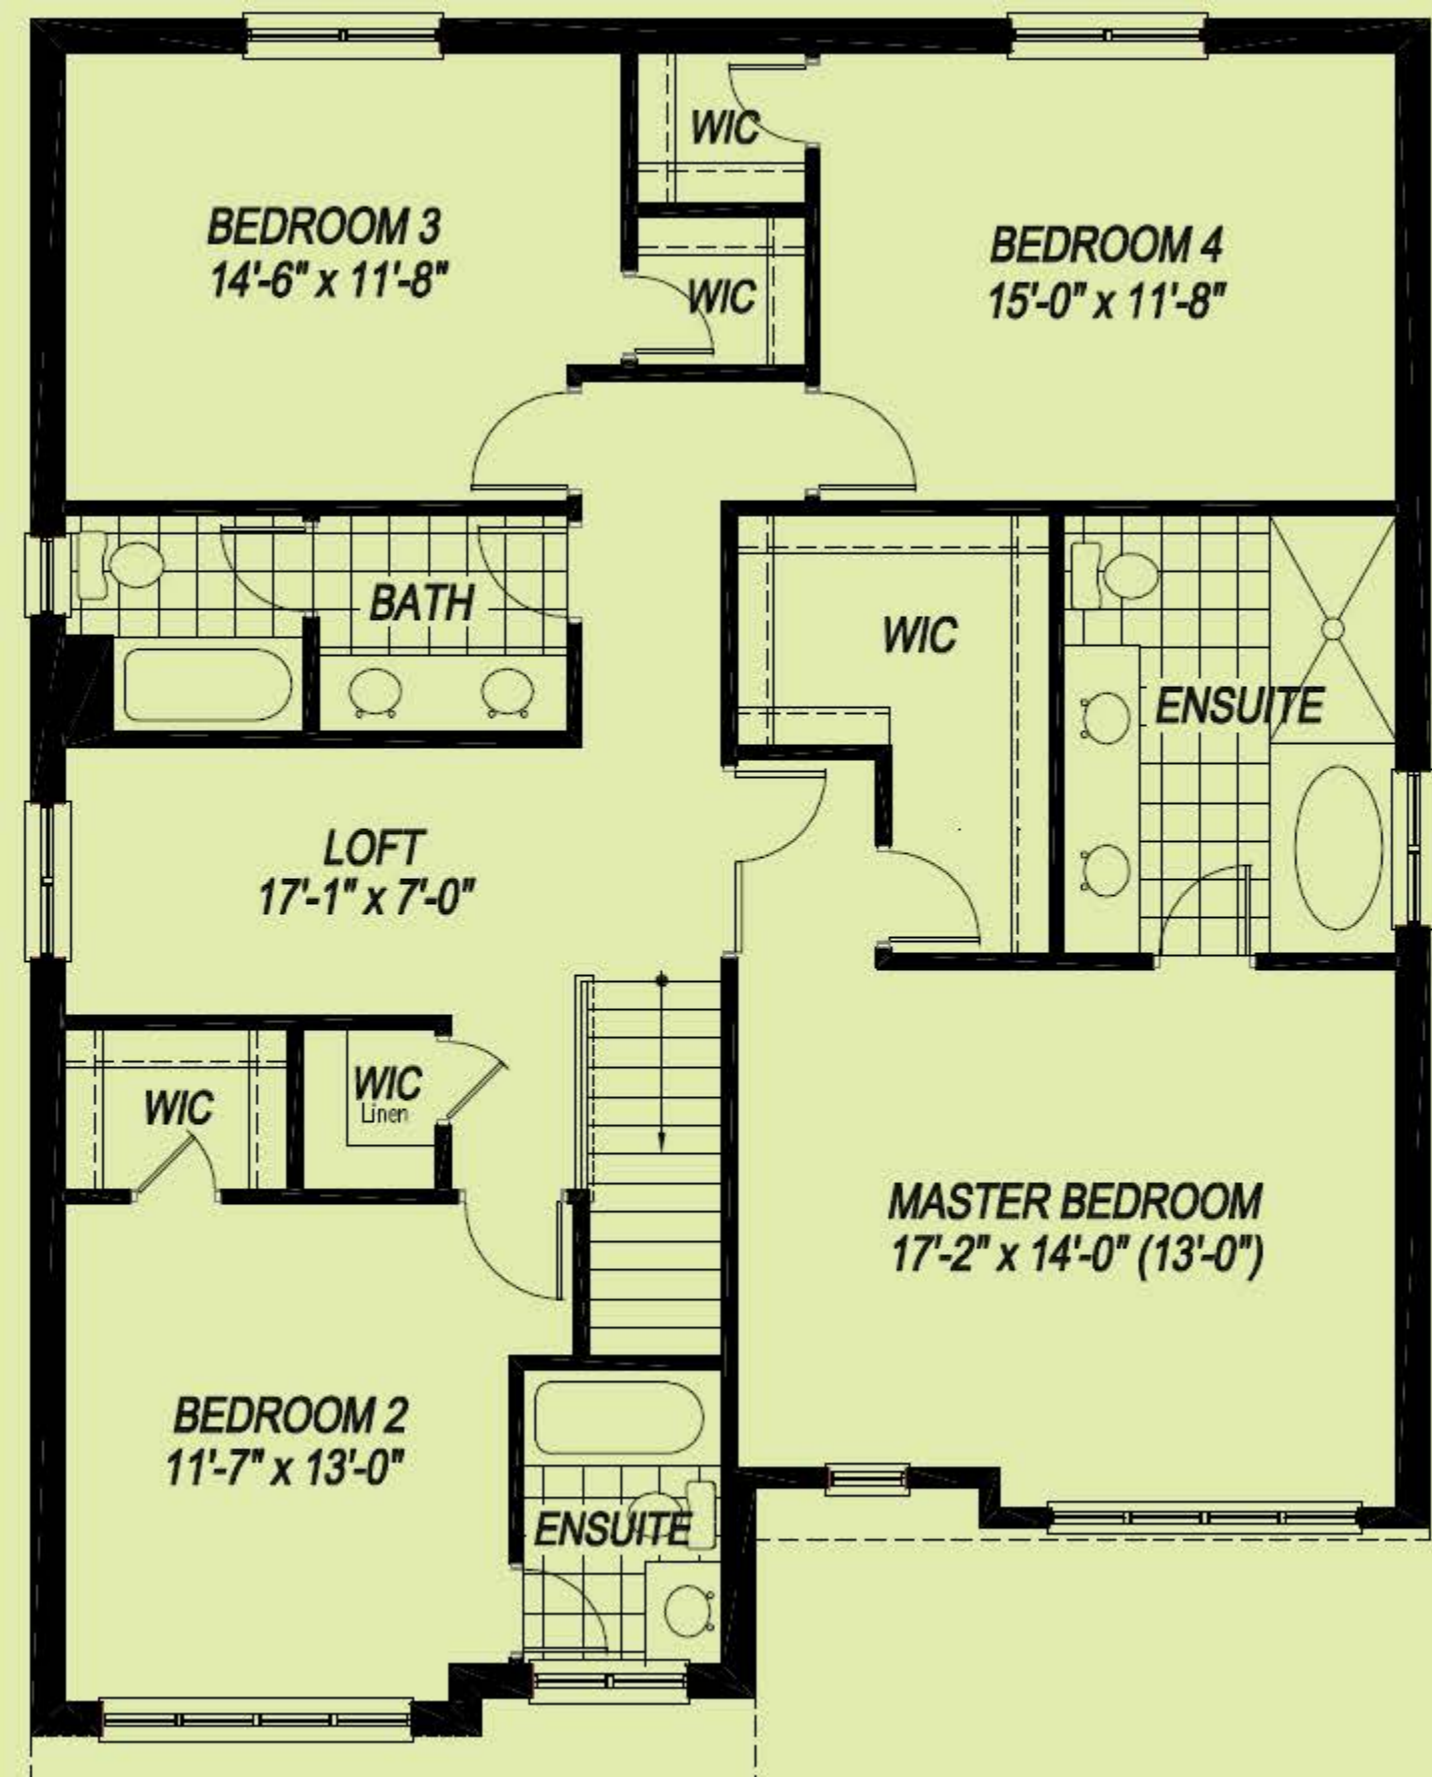 WIC
BEDROOM 3
14'-6" x 11'-8"
BEDROOM 4
15'-0" x 11'-8"
WIC
BATH
WIC
ENSUITE
LOFT
17'-1" x 7'-0"
WIC
WIC
Linen
MASTER BEDROOM
17'-2" x 14'-0" (13'-0")
BEDROOM 2
11'-7" x 13'-0"
ENSUITE